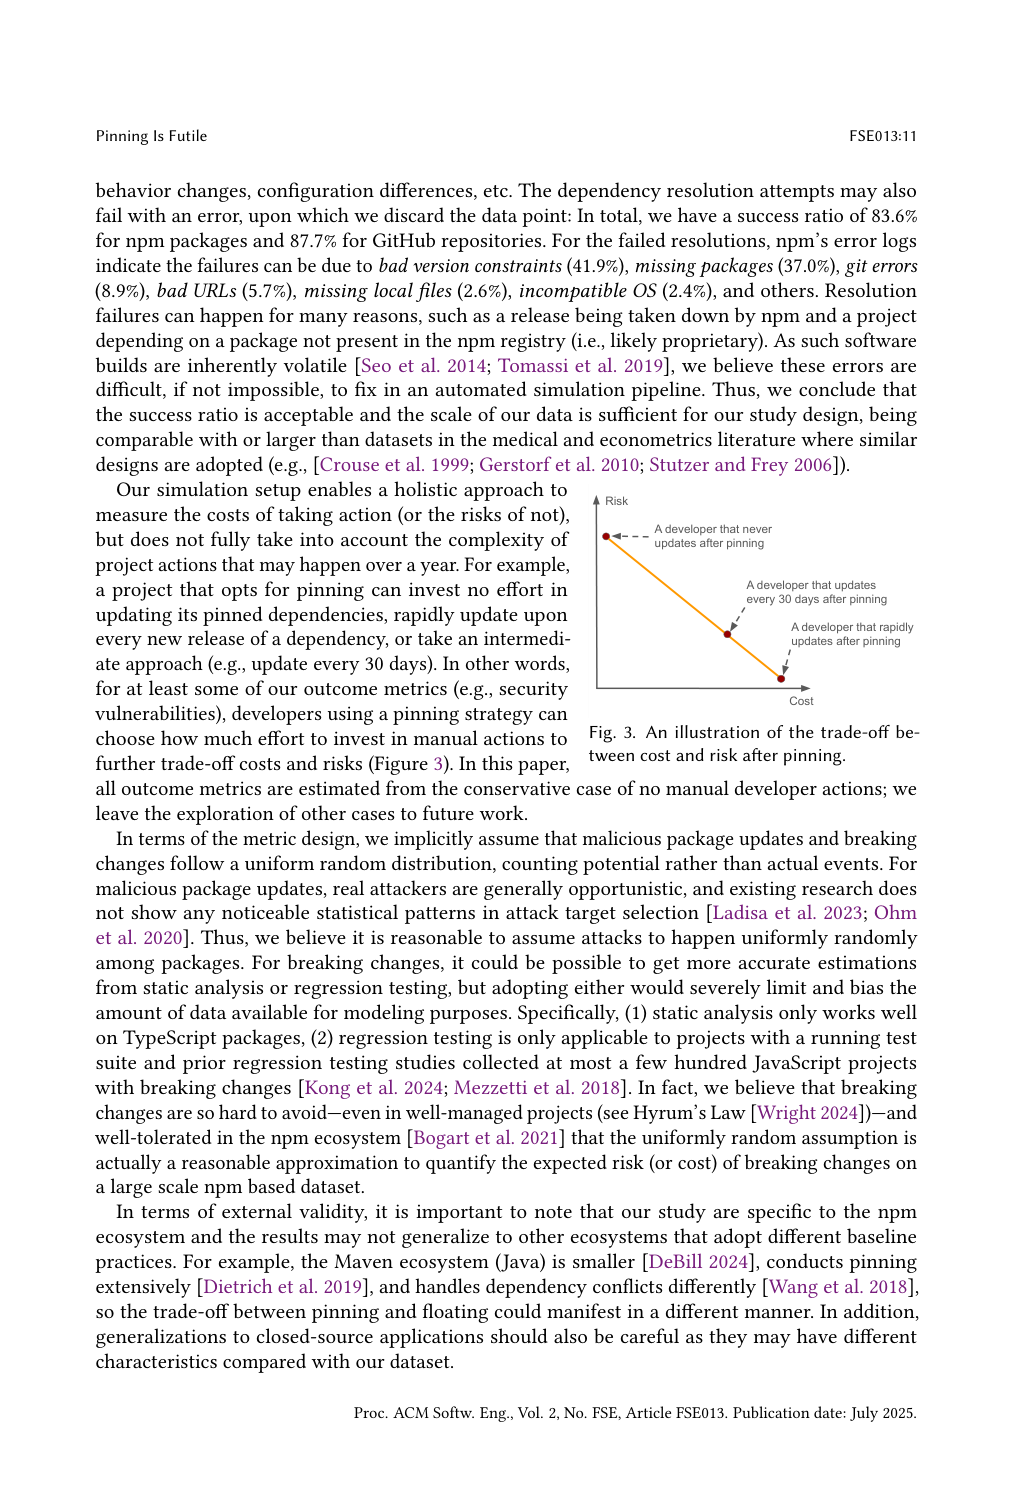 Pinning Is Futile
FSE013:11
behavior changes, configuration differences, etc. The dependency resolution attempts may also
fail with an error, upon which we discard the data point: In total, we have a success ratio of 83.6%
for npm packages and 87.7% for GitHub repositories. For the failed resolutions, npm's error logs
indicate the failures can be due to bad version constraints (41.9%), missing packages (37.0%), git errors
(8.9%), bad URLs (5.7%), missing local files (2.6%), incompatible OS (2.4%), and others. Resolution
failures can happen for many reasons, such as a release being taken down by npm and a project
depending on a package not present in the npm registry (i.e., likely proprietary). As such software
builds are inherently volatile [Seo et al. 2014; Tomassi et al. 2019], we believe these errors are
difficult, if not impossible, to fix in an automated simulation pipeline. Thus, we conclude that
the success ratio is acceptable and the scale of our data is sufficient for our study design, being
comparable with or larger than datasets in the medical and econometrics literature where similar
designs are adopted (e.g., [Crouse et al. 1999; Gerstorf et al. 2010; Stutzer and Frey 2006]).
Our simulation setup enables a holistic approach to
measure the costs of taking action (or the risks of not),
but does not fully take into account the complexity of
project actions that may happen over a year. For example,
a project that opts for pinning can invest no effort in
updating its pinned dependencies, rapidly update upon
every new release of a dependency, or take an intermedi-
ate approach (e.g., update every 30 days). In other words,
for at least some of our outcome metrics (e.g., security
vulnerabilities), developers using a pinning strategy can
choose how much effort to invest in manual actions to
further trade-off costs and risks (Figure 3). In this paper,
Risk
A developer that never
updates after pinning
A developer that updates
every 30 days after pinning
A developer that rapidly
updates after pinning
Cost
Fig. 3. An illustration of the trade-off be-
tween cost and risk after pinning.
all outcome metrics are estimated from the conservative case of no manual developer actions; we
leave the exploration of other cases to future work.
In terms of the metric design, we implicitly assume that malicious package updates and breaking
changes follow a uniform random distribution, counting potential rather than actual events. For
malicious package updates, real attackers are generally opportunistic, and existing research does
not show any noticeable statistical patterns in attack target selection [Ladisa et al. 2023; Ohm
et al. 2020]. Thus, we believe it is reasonable to assume attacks to happen uniformly randomly
among packages. For breaking changes, it could be possible to get more accurate estimations
from static analysis or regression testing, but adopting either would severely limit and bias the
amount of data available for modeling purposes. Specifically, (1) static analysis only works well
on TypeScript packages, (2) regression testing is only applicable to projects with a running test
suite and prior regression testing studies collected at most a few hundred JavaScript projects
with breaking changes [Kong et al. 2024; Mezzetti et al. 2018]. In fact, we believe that breaking
changes are so hard to avoid—even in well-managed projects (see Hyrum's Law [Wright 2024])—and
well-tolerated in the npm ecosystem [Bogart et al. 2021] that the uniformly random assumption is
actually a reasonable approximation to quantify the expected risk (or cost) of breaking changes on
a large scale npm based dataset.
In terms of external validity, it is important to note that our study are specific to the npm
ecosystem and the results may not generalize to other ecosystems that adopt different baseline
practices. For example, the Maven ecosystem (Java) is smaller [DeBill 2024], conducts pinning
extensively [Dietrich et al. 2019], and handles dependency conflicts differently [Wang et al. 2018],
so the trade-off between pinning and floating could manifest in a different manner. In addition,
generalizations to closed-source applications should also be careful as they may have different
characteristics compared with our dataset.
Proc. ACM Softw. Eng., Vol. 2, No. FSE, Article FSE013. Publication date: July 2025.